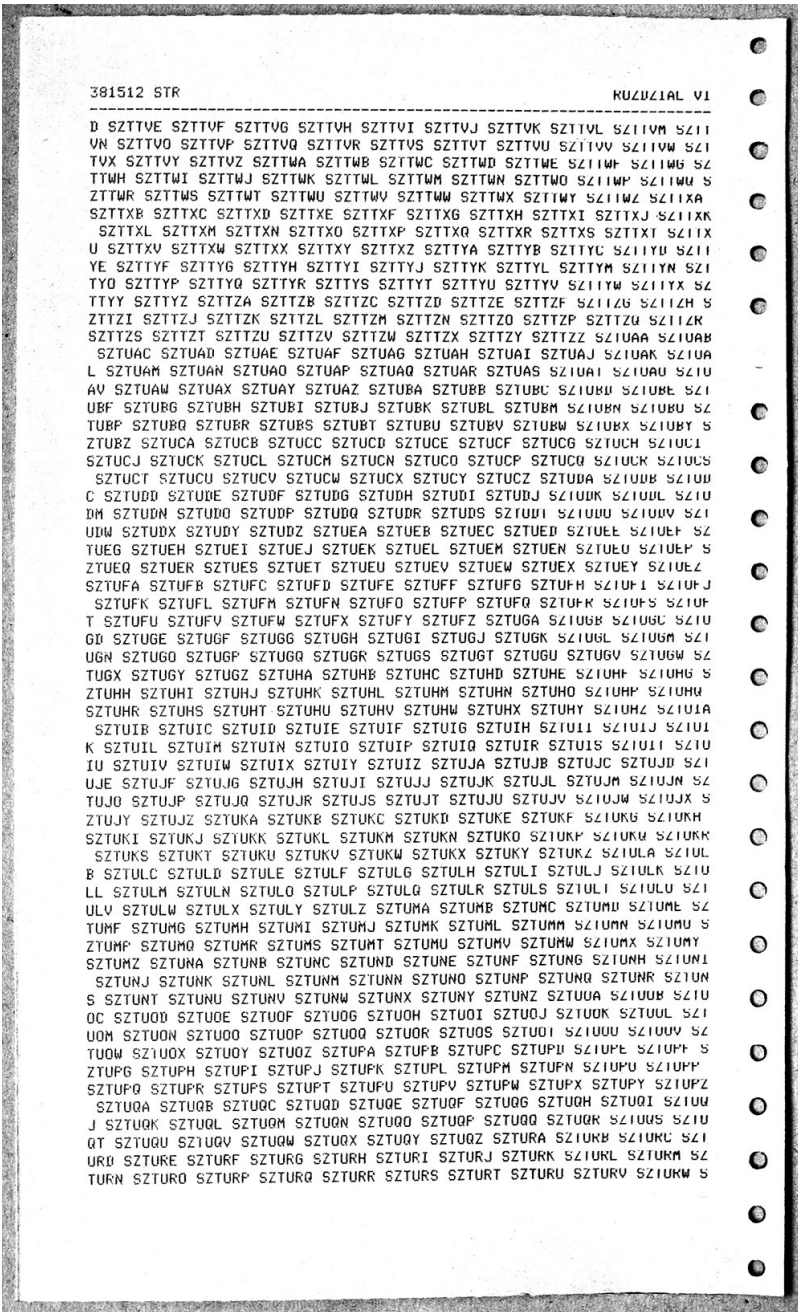 381512 STR ROZDZIAL VI
D SZTTVE SZTTVF SZTTVG SZTTVH SZTTVI SZTTVJ SZTTVK SZTTVL SZTTVM SZTT
VN SZTTVO SZTTVP SZTTVQ SZTTVR SZTTVS SZTTVT SZTTVU SZTTVV SZTTVW SZT
TVX SZTTVY SZTTVZ SZTTWA SZTTWB SZTTWC SZTTWD SZTTWE SZTTWF SZTTWG SZ
TTWH SZTTWI SZTTWJ SZTTWK SZTTWL SZTTWM SZTTWN SZTTWO SZTTWP SZTTWQ S
ZTTWR SZTTWS SZTTWT SZTTWU SZTTWV SZTTWW SZTTWX SZTTWY SZTTWZ SZTTXA
SZTTXB SZTTXC SZTTXD SZTTXE SZTTXF SZTTXG SZTTXH SZTTXI SZTTXJ SZTTXK
SZTTXL SZTTXM SZTTXN SZTTXO SZTTXP SZTTXQ SZTTXR SZTTXS SZTTXT SZTTX
U SZTTXV SZTTXW SZTTXX SZTTXY SZTTXZ SZTTYA SZTTYB SZTTYC SZTTYD SZTT
YE SZTTYF SZTTYG SZTTYH SZTTYI SZTTYJ SZTTYK SZTTYL SZTTYM SZTTYN SZT
TYO SZTTYP SZTTYQ SZTTYR SZTTYS SZTTYT SZTTYU SZTTYV SZTTYW SZTTYX SZ
TTYY SZTTYZ SZTTZA SZTTZB SZTTZC SZTTZD SZTTZE SZTTZF SZTTZG SZTTZH S
ZTTZI SZTTZJ SZTTZK SZTTZL SZTTZM SZTTZN SZTTZO SZTTZP SZTTZQ SZTTZR
SZTTZS SZTTZT SZTTZU SZTTZV SZTTZW SZTTZX SZTTZY SZTTZZ SZTUAA SZTUAB
SZTUAC SZTUAD SZTUAE SZTUAF SZTUAG SZTUAH SZTUAI SZTUAJ SZTUAK SZTUA
L SZTUAM SZTUAN SZTUAO SZTUAP SZTUAQ SZTUAR SZTUAS SZTUAT SZTUAU SZTU
AV SZTUAW SZTUAX SZTUAY SZTUAZ SZTUBA SZTUBB SZTUBC SZTUBD SZTUBE SZT
UBF SZTUBG SZTUBH SZTUBI SZTUBJ SZTUBK SZTUBL SZTUBM SZTUBN SZTUBO SZ
TUBP SZTUBQ SZTUBR SZTUBS SZTUBT SZTUBU SZTUBV SZTUBW SZTUBX SZTUBY S
ZTUBZ SZTUCA SZTUCB SZTUCC SZTUCD SZTUCE SZTUCF SZTUCG SZTUCH SZTUCI
SZTUCJ SZTUCK SZTUCL SZTUCM SZTUCN SZTUCO SZTUCP SZTUCQ SZTUCR SZTUCS
SZTUCT SZTUCU SZTUCV SZTUCW SZTUCX SZTUCY SZTUCZ SZTUDA SZTUDB SZTUD
C SZTUDD SZTUDE SZTUDF SZTUDG SZTUDH SZTUDI SZTUDJ SZTUDK SZTUDL SZTU
DM SZTUDN SZTUDO SZTUDP SZTUDQ SZTUDR SZTUDS SZTUDT SZTUDU SZTUDV SZT
UDW SZTUDX SZTUDY SZTUDZ SZTUEA SZTUEB SZTUEC SZTUED SZTUEE SZTUEF SZ
TUEG SZTUEH SZTUEI SZTUEJ SZTUEK SZTUEL SZTUEM SZTUEN SZTUEO SZTUEP S
ZTUEQ SZTUER SZTUES SZTUET SZTUEU SZTUEV SZTUEW SZTUEX SZTUEY SZTUEZ
SZTUFA SZTUFB SZTUFC SZTUFD SZTUFE SZTUFF SZTUFG SZTUFH SZTUFI SZTUFJ
SZTUFK SZTUFL SZTUFM SZTUFN SZTUFO SZTUFP SZTUFQ SZTUFR SZTUFS SZTUF
T SZTUFU SZTUFV SZTUFW SZTUFX SZTUFY SZTUFZ SZTUGA SZTUGB SZTUGC SZTU
GD SZTUGE SZTUGF SZTUGG SZTUGH SZTUGI SZTUGJ SZTUGK SZTUGL SZTUGM SZT
UGN SZTUGO SZTUGP SZTUGQ SZTUGR SZTUGS SZTUGT SZTUGU SZTUGV SZTUGW SZ
TUGX SZTUGY SZTUGZ SZTUHA SZTUHB SZTUHC SZTUHD SZTUHE SZTUHF SZTUHG S
ZTUHH SZTUHI SZTUHJ SZTUHK SZTUHL SZTUHM SZTUHN SZTUHO SZTUHP SZTUHQ
SZTUHR SZTUHS SZTUHT SZTUHU SZTUHV SZTUHW SZTUHX SZTUHY SZTUHZ SZTUIA
SZTUIB SZTUIC SZTUID SZTUIE SZTUIF SZTUIG SZTUIH SZTUII SZTUIJ SZTUI
K SZTUIL SZTUIM SZTUIN SZTUIO SZTUIP SZTUIQ SZTUIR SZTUIS SZTUIT SZTU
IU SZTUIV SZTUIW SZTUIX SZTUIY SZTUIZ SZTUJA SZTUJB SZTUJC SZTUJD SZT
UJE SZTUJF SZTUJG SZTUJH SZTUJI SZTUJJ SZTUJK SZTUJL SZTUJM SZTUJN SZ
TUJO SZTUJP SZTUJQ SZTUJR SZTUJS SZTUJT SZTUJU SZTUJV SZTUJW SZTUJX S
ZTUJY SZTUJZ SZTUKA SZTUKB SZTUKC SZTUKD SZTUKE SZTUKF SZTUKG SZTUKH
SZTUKI SZTUKJ SZTUKK SZTUKL SZTUKM SZTUKN SZTUKO SZTUKP SZTUKQ SZTUKR
SZTUKS SZTUKT SZTUKU SZTUKV SZTUKW SZTUKX SZTUKY SZTUKZ SZTULA SZTUL
B SZTULC SZTULD SZTULE SZTULF SZTULG SZTULH SZTULI SZTULJ SZTULK SZTU
LL SZTULM SZTULN SZTULO SZTULP SZTULQ SZTULR SZTULS SZTULT SZTULU SZT
ULV SZTULW SZTULX SZTULY SZTULZ SZTUMA SZTUMB SZTUMC SZTUMD SZTUME SZ
TUMF SZTUMG SZTUMH SZTUMI SZTUMJ SZTUMK SZTUML SZTUMM SZTUMN SZTUMO S
ZTUMP SZTUMQ SZTUMR SZTUMS SZTUMT SZTUMU SZTUMV SZTUMW SZTUMX SZTUMY
SZTUMZ SZTUNA SZTUNB SZTUNC SZTUND SZTUNE SZTUNF SZTUNG SZTUNH SZTUNI
SZTUNJ SZTUNK SZTUNL SZTUNM SZTUNN SZTUNO SZTUNP SZTUNQ SZTUNR SZTUN
S SZTUNT SZTUNU SZTUNV SZTUNW SZTUNX SZTUNY SZTUNZ SZTUOA SZTUOB SZTU
OC SZTUOD SZTUOE SZTUOF SZTUOG SZTUOH SZTUOI SZTUOJ SZTUOK SZTUOL SZT
UOM SZTUON SZTUOO SZTUOP SZTUOQ SZTUOR SZTUOS SZTUOT SZTUOU SZTUOV SZ
TUOW SZTUOX SZTUOY SZTUOZ SZTUPA SZTUPB SZTUPC SZTUPD SZTUPE SZTUPF S
ZTUPG SZTUPH SZTUPI SZTUPJ SZTUPK SZTUPL SZTUPM SZTUPN SZTUPO SZTUPP
SZTUPQ SZTUPR SZTUPS SZTUPT SZTUPU SZTUPV SZTUPW SZTUPX SZTUPY SZTUPZ
SZTUQA SZTUQB SZTUQC SZTUQD SZTUQE SZTUQF SZTUQG SZTUQH SZTUQI SZTUQ
J SZTUQK SZTUQL SZTUQM SZTUQN SZTUQO SZTUQP SZTUQQ SZTUQR SZTUQS SZTU
QT SZTUQU SZTUQV SZTUQW SZTUQX SZTUQY SZTUQZ SZTURA SZTURB SZTURC SZT
URD SZTURE SZTURF SZTURG SZTURH SZTURI SZTURJ SZTURK SZTURL SZTURM SZ
TURN SZTURO SZTURP SZTURQ SZTURR SZTURS SZTURT SZTURU SZTURV SZTURW S